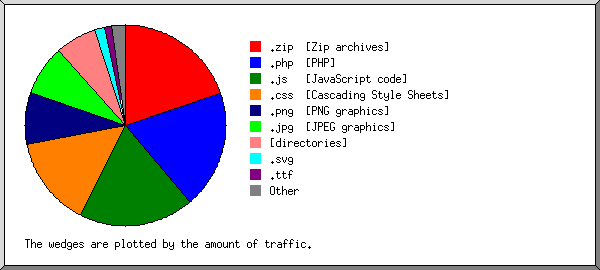 .zip [Zip archives]
.php [PHP]
.js [JavaScript code]
.css [Cascading Style Sheets]
.png [PNG graphics]
.jpg [JPEG graphics]
[directories]
.svg
.ttf
Other
The wedges are plotted by the amount of traffic.